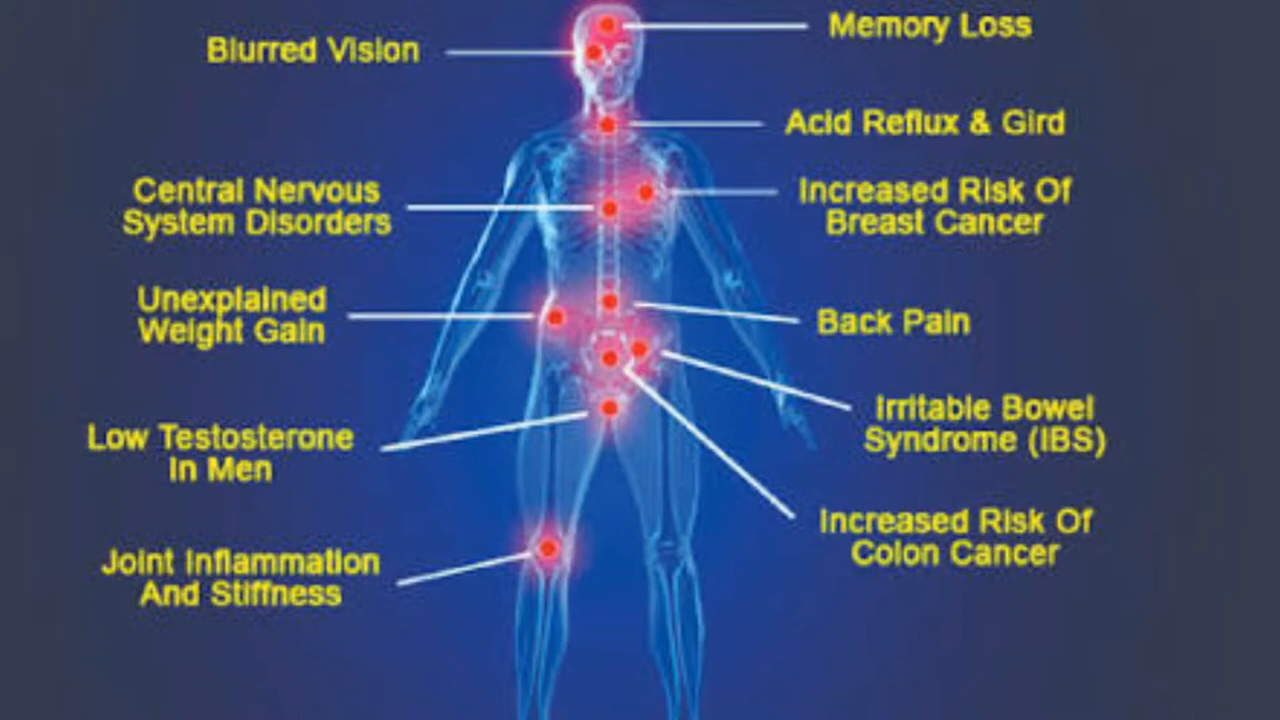 Memory Loss
Blurred Vision
Acid Reflux & Gird
Central Nervous
System Disorders
Increased Risk Of
Breast Cancer
Unexplained
Weight Gain
Back Pain
Irritable Bowel
Syndrome (IBS)
Low Testosterone
In Men
Increased Risk Of
Colon Cancer
Joint Inflammation
And Stiffness